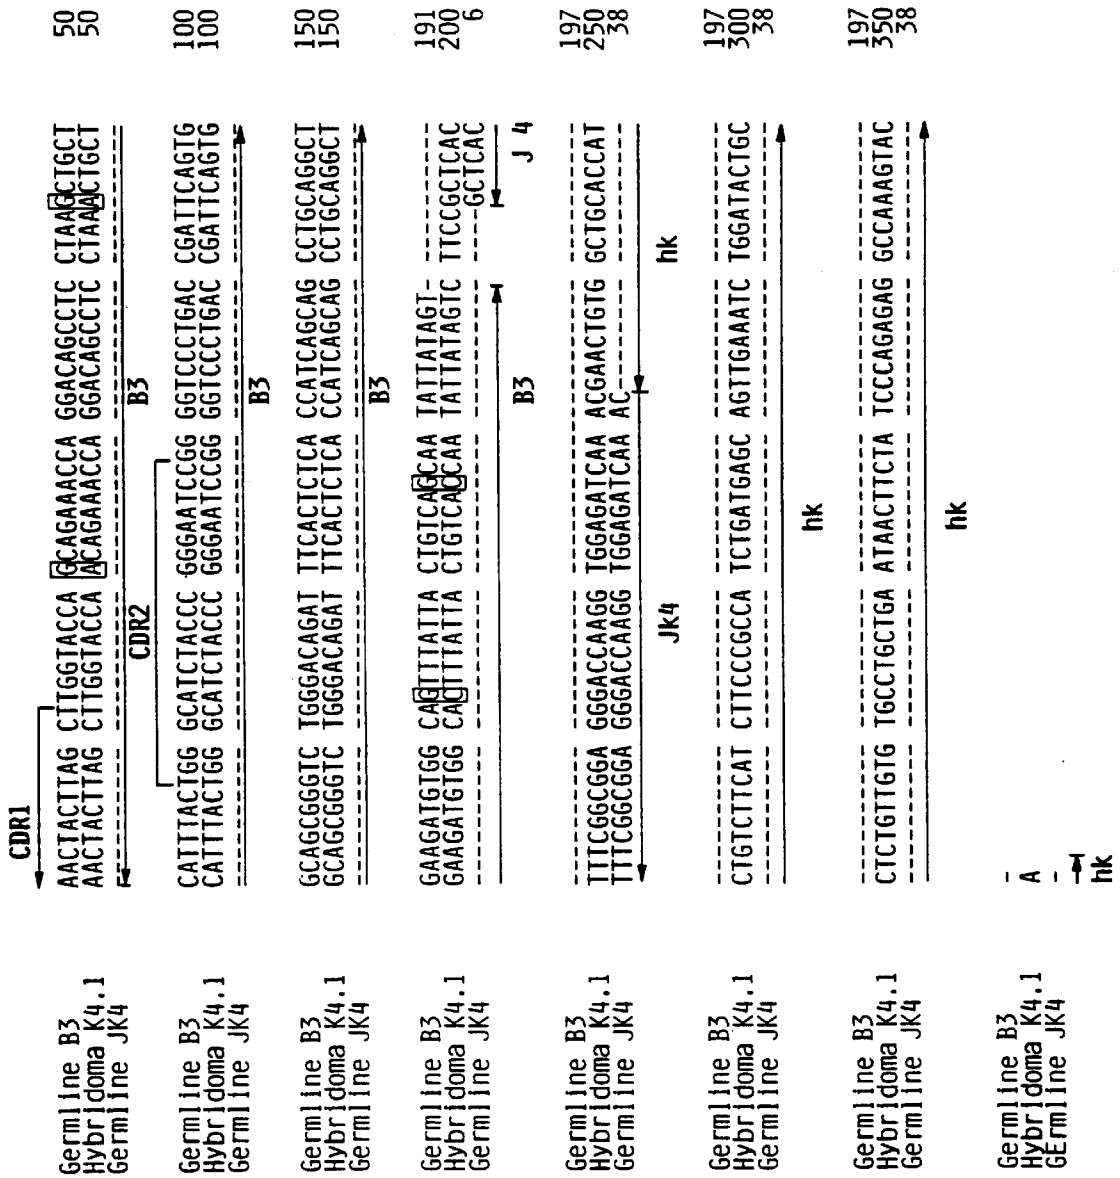 CDR1
Germline B3 AACTACTTAG CTTGGTACCA GCAGAAACCA GGACAGCCTC CTAAGCTGCT 50
Hybridoma K4.1 AACTACTTAG CTTGGTACCA ACAGAAACCA GGACAGCCTC CTAAACTGCT 50
Germline JK4 ---------- ---------- ---------- ---------- ----------
B3
CDR2
Germline B3 CATTTACTGG GCATCTACCC GGGAATCCGG GGTCCCTGAC CGATTCAGTG 100
Hybridoma K4.1 CATTTACTGG GCATCTACCC GGGAATCCGG GGTCCCTGAC CGATTCAGTG 100
Germline JK4 ---------- ---------- ---------- ---------- ----------
B3
Germline B3 GCAGCGGGTC TGGGACAGAT TTCACTCTCA CCATCAGCAG CCTGCAGGCT 150
Hybridoma K4.1 GCAGCGGGTC TGGGACAGAT TTCACTCTCA CCATCAGCAG CCTGCAGGCT 150
Germline JK4 ---------- ---------- ---------- ---------- ----------
B3
Germline B3 GAAGATGTGG CAGTTTATTA CTGTCAGCAA TATTATAGT- ---------- 191
Hybridoma K4.1 GAAGATGTGG CACTTTATTA CTGTCACCAA TATTATAGTC TTCCGCTCAC 200
Germline JK4 ---------- ---------- ---------- ---------- ----GCTCAC 6
B3 J 4
Germline B3 ---------- ---------- ---------- ---------- ---------- 197
Hybridoma K4.1 TTTCGGCGGA GGGACCAAGG TGGAGATCAA ACGAACTGTG GCTGCACCAT 250
Germline JK4 TTTCGGCGGA GGGACCAAGG TGGAGATCAA AC-------- ---------- 38
Jk4 hk
Germline B3 ---------- ---------- ---------- ---------- ---------- 197
Hybridoma K4.1 CTGTCTTCAT CTTCCCGCCA TCTGATGAGC AGTTGAAATC TGGATACTGC 300
Germline JK4 ---------- ---------- ---------- ---------- ---------- 38
hk
Germline B3 ---------- ---------- ---------- ---------- ---------- 197
Hybridoma K4.1 CTCTGTTGTG TGCCTGCTGA ATAACTTCTA TCCCAGAGAG GCCAAAGTAC 350
Germline JK4 ---------- ---------- ---------- ---------- ---------- 38
hk
Germline B3 -
Hybridoma K4.1 A
GErmline JK4 -
hk